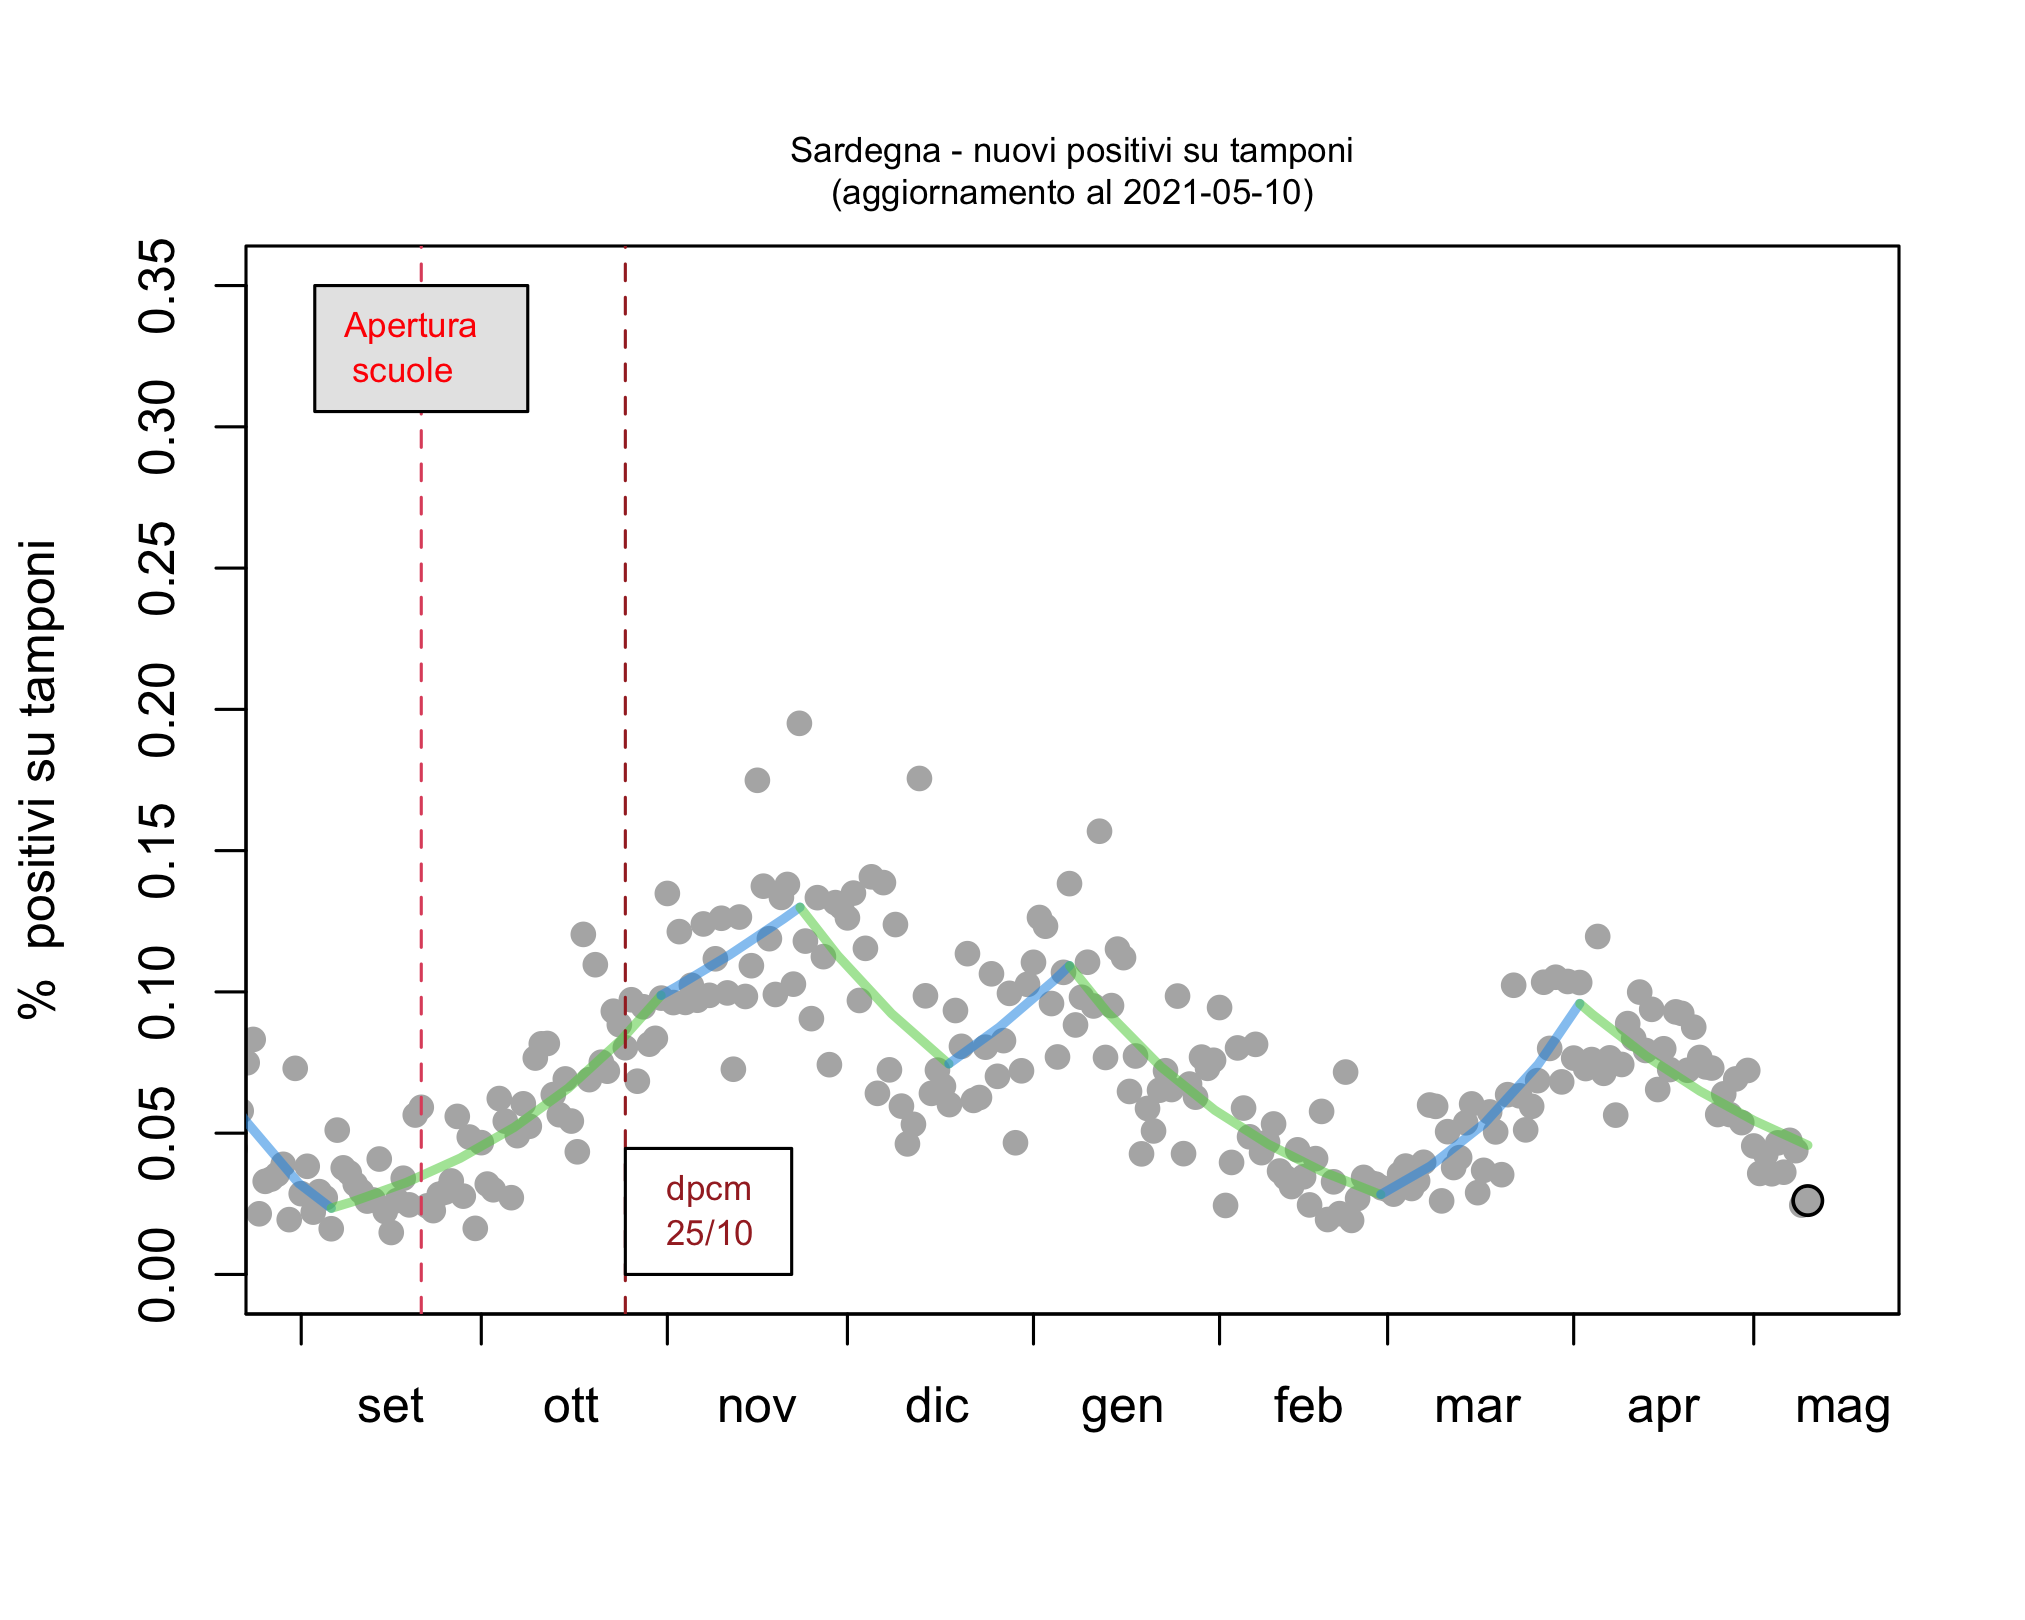 Sardegna - nuovi positivi su tamponi
(aggiornamento al 2021-05-10)
% positivi su tamponi
0.35
0.30
0.25
0.20
0.15
0.10
0.05
0.00
Apertura
scuole
dpcm
25/10
set ott nov dic gen feb mar apr mag